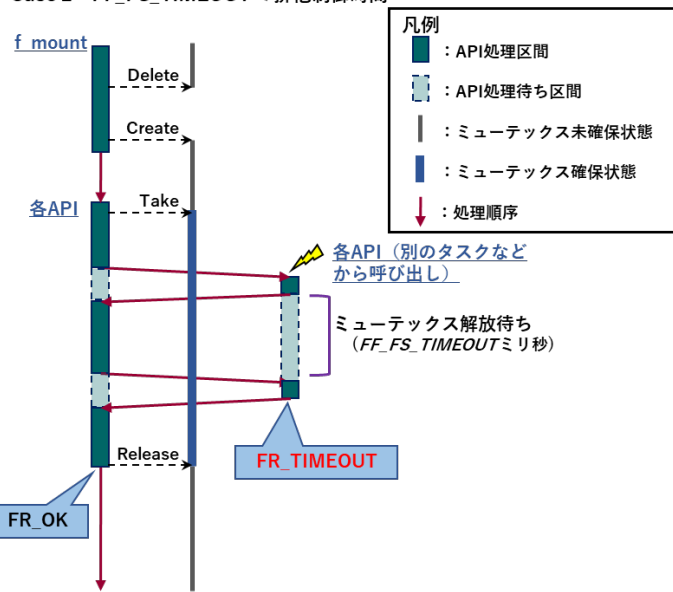 f_mount
Delete
Create
各API
Take
各API（別のタスクなど
から呼び出し）
ミューテックス解放待ち
（FF_FS_TIMEOUTミリ秒）
FR_TIMEOUT
Release
FR_OK
凡例
：API処理区間
：API処理待ち区間
：ミューテックス未確保状態
：ミューテックス確保状態
：処理順序